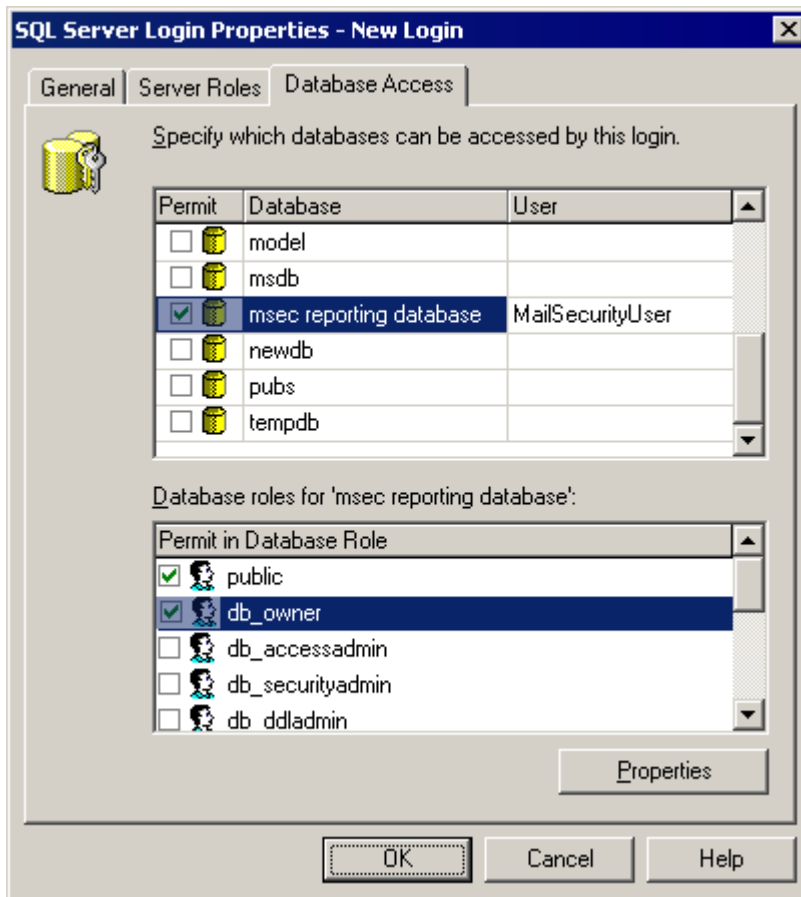 SQL Server Login Properties - New Login
General Server Roles Database Access
Specify which databases can be accessed by this login.
Permit Database User
model
msdb
msec reporting database MailSecurityUser
newdb
pubs
tempdb
Database roles for 'msec reporting database':
Permit in Database Role
public
db_owner
db_accessadmin
db_securityadmin
db_ddladmin
Properties
OK Cancel Help